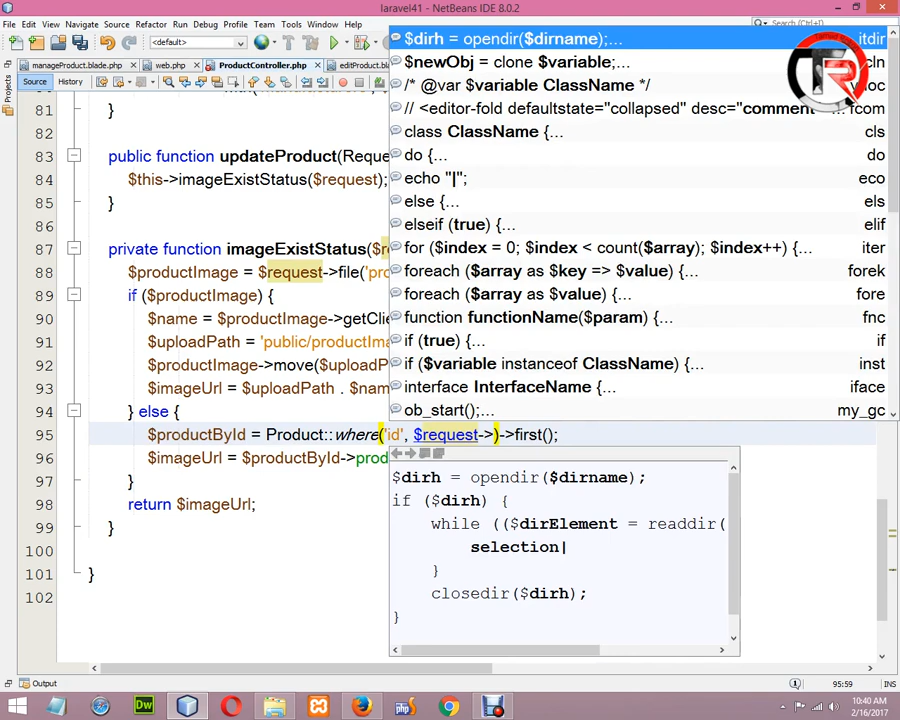 laravel41 - NetBeans IDE 8.0.2
File Edit View Navigate Source Refactor Run Debug Profile Team Tools Window Help
<default>
Search (Ctrl+I)
manageProduct.blade.php web.php ProductController.php editProduct.bl
Source History
Projects
81 }
82
83 public function updateProduct(Reque
84 $this->imageExistStatus($request);
85 }
86
87 private function imageExistStatus($r
88 $productImage = $request->file('pr
89 if ($productImage) {
90 $name = $productImage->getClie
91 $uploadPath = 'public/productIma
92 $productImage->move($uploadP
93 $imageUrl = $uploadPath . $nam
94 } else {
95 $productById = Product::where('id', $request->)->first();
96 $imageUrl = $productById->prod
97 }
98 return $imageUrl;
99 }
100
101 }
102
$dirh = opendir($dirname);... itdir
$newObj = clone $variable;... cln
/* @var $variable ClassName */ vdoc
// <editor-fold defaultstate="collapsed" desc="comment fcom
class ClassName {... cls
do {... do
echo "|"; eco
else {... els
elseif (true) {... elif
for ($index = 0; $index < count($array); $index++) {... iter
foreach ($array as $key => $value) {... forek
foreach ($array as $value) {... fore
function functionName($param) {... fnc
if (true) {... if
if ($variable instanceof ClassName) {... inst
interface InterfaceName {... iface
ob_start();... my_gc
$dirh = opendir($dirname);
if ($dirh) {
while (($dirElement = readdir(
selection|
}
closedir($dirh);
}
Output
95:59 INS
10:40 AM
2/16/2017